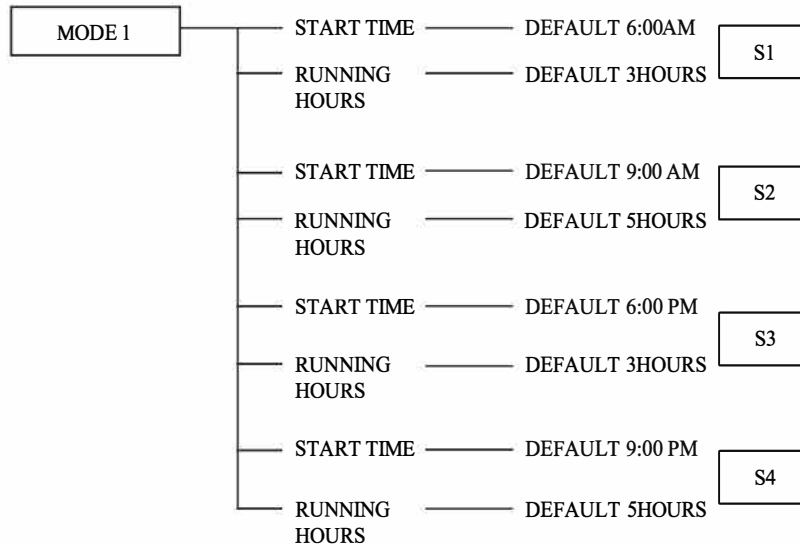 MODE 1
START TIME DEFAULT 6:00AM
S1
RUNNING DEFAULT 3HOURS
HOURS
START TIME DEFAULT 9:00 AM
S2
RUNNING DEFAULT 5HOURS
HOURS
START TIME DEFAULT 6:00 PM
S3
RUNNING DEFAULT 3HOURS
HOURS
START TIME DEFAULT 9:00 PM
S4
RUNNING DEFAULT 5HOURS
HOURS